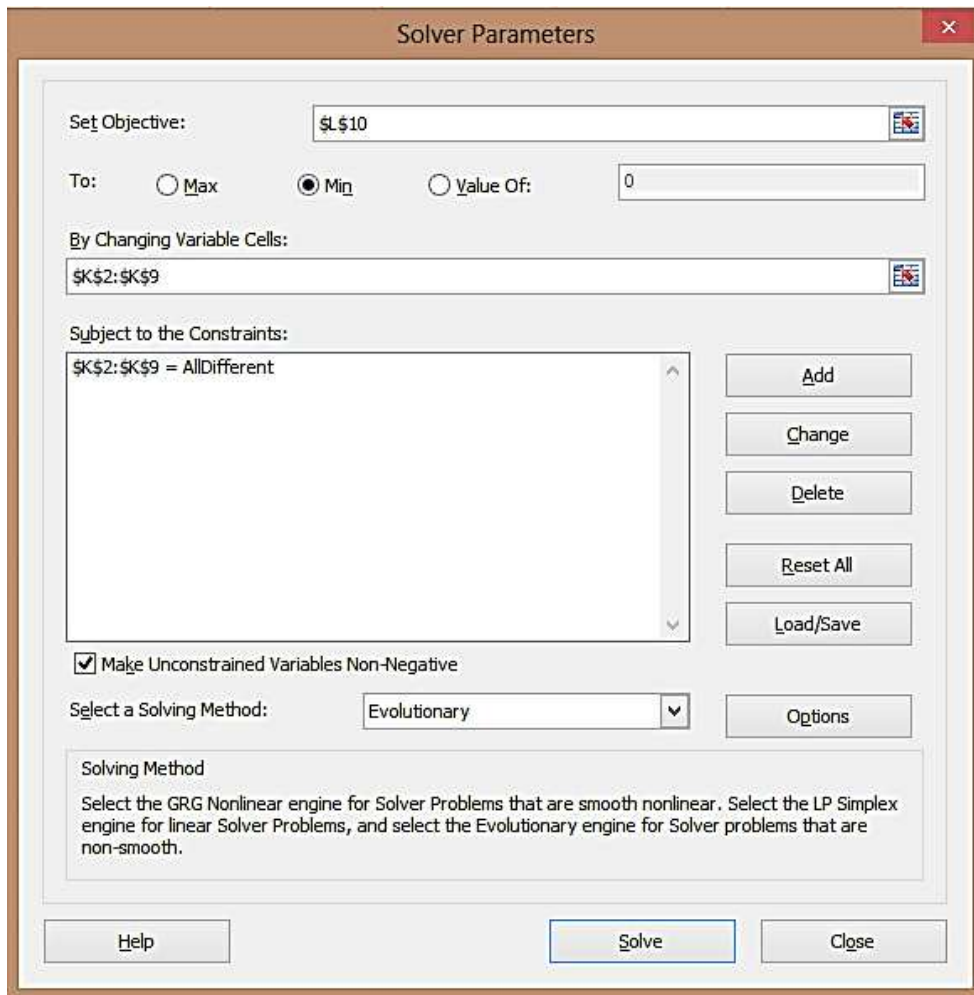 Solver Parameters
Set Objective:
$L$10
To:
Max
Min
Value Of:
0
By Changing Variable Cells:
$K$2:$K$9
Subject to the Constraints:
$K$2:$K$9 = AllDifferent
Add
Change
Delete
Reset All
Load/Save
Make Unconstrained Variables Non-Negative
Select a Solving Method:
Evolutionary
Options
Solving Method
Select the GRG Nonlinear engine for Solver Problems that are smooth nonlinear. Select the LP Simplex
engine for linear Solver Problems, and select the Evolutionary engine for Solver problems that are
non-smooth.
Help
Solve
Close